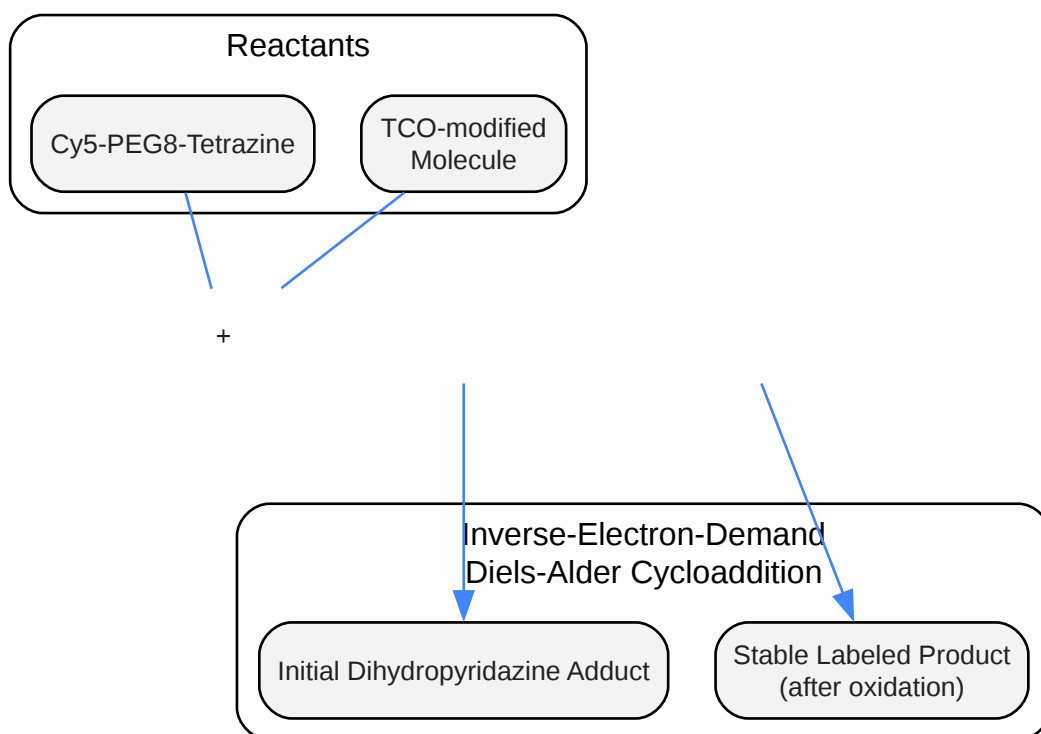 Reactants
Cy5-PEG8-Tetrazine
TCO-modified
Molecule
+
Inverse-Electron-Demand
Diels-Alder Cycloaddition
Initial Dihydropyridazine Adduct
Stable Labeled Product
(after oxidation)